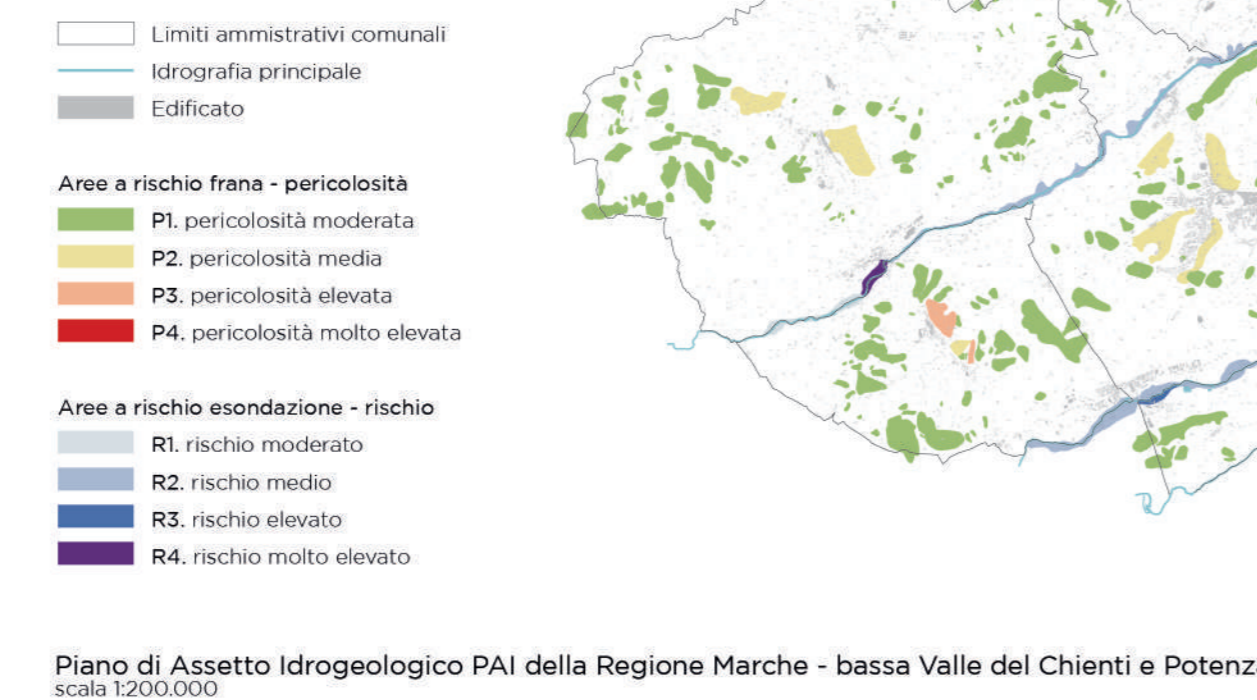 Limiti ammistrativi comunali
Idrografia principale
Edificato
Aree a rischio frana - pericolosità
P1. pericolosità moderata
P2. pericolosità media
P3. pericolosità elevata
P4. pericolosità molto elevata
Aree a rischio esondazione - rischio
R1. rischio moderato
R2. rischio medio
R3. rischio elevato
R4. rischio molto elevato
Piano di Assetto Idrogeologico PAI della Regione Marche - bassa Valle del Chienti e Potenz
scala 1:200.000